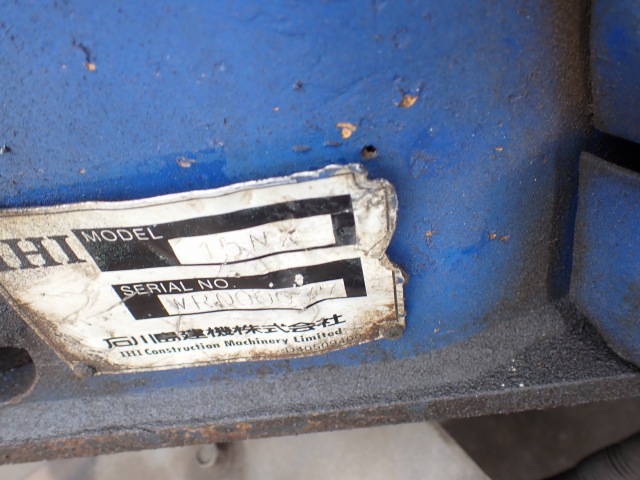 IHI MODEL 15NX
SERIAL NO.
石川島建機株式会社
IHI Construction Machinery Limited